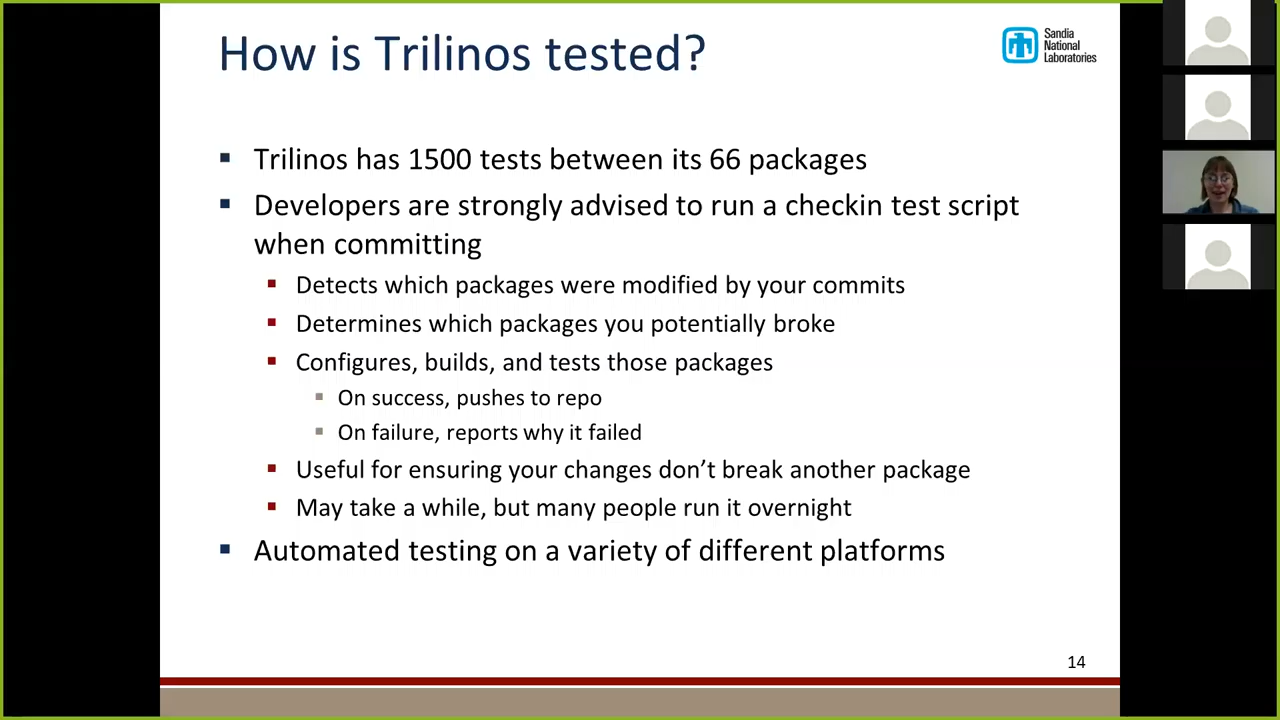 How is Trilinos tested?
Sandia
National
Laboratories
▪ Trilinos has 1500 tests between its 66 packages
▪ Developers are strongly advised to run a checkin test script
when committing
▪ Detects which packages were modified by your commits
▪ Determines which packages you potentially broke
▪ Configures, builds, and tests those packages
▪ On success, pushes to repo
▪ On failure, reports why it failed
▪ Useful for ensuring your changes don’t break another package
▪ May take a while, but many people run it overnight
▪ Automated testing on a variety of different platforms
14